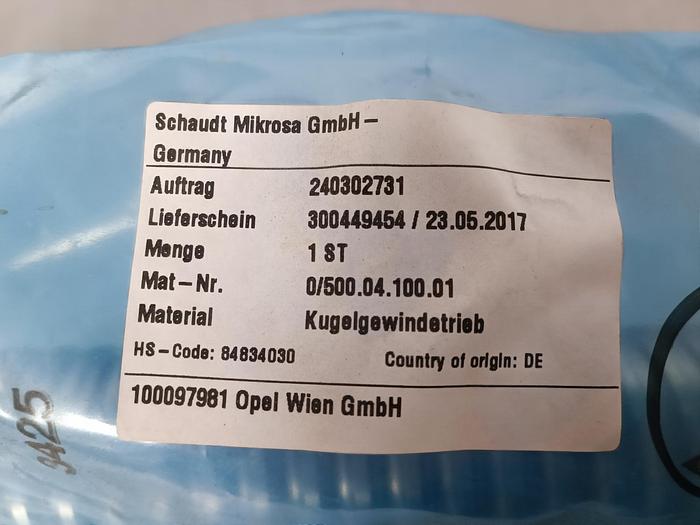 Schaudt Mikrosa GmbH–
Germany
Auftrag 240302731
Lieferschein 300449454 / 23.05.2017
Menge 1 ST
Mat–Nr. 0/500.04.100.01
Material Kugelgewindetrieb
HS–Code: 84834030 Country of origin: DE
100097981 Opel Wien GmbH
3425